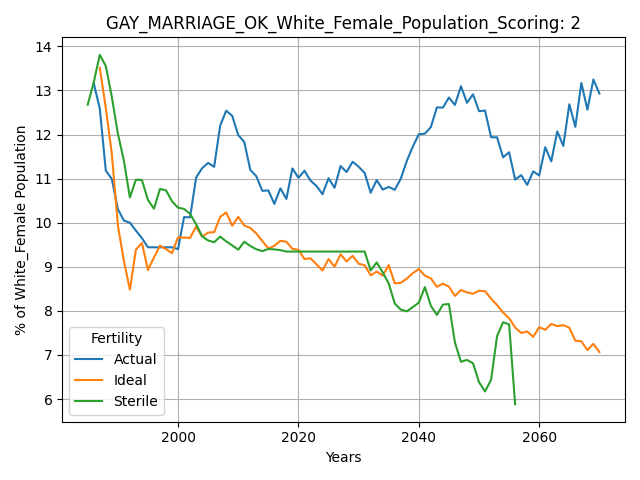 GAY_MARRIAGE_OK_White_Female_Population_Scoring: 2
14
13
12
11
10
9
8
7
6
% of White_Female Population
Fertility
Actual
Ideal
Sterile
2000 2020 2040 2060
Years